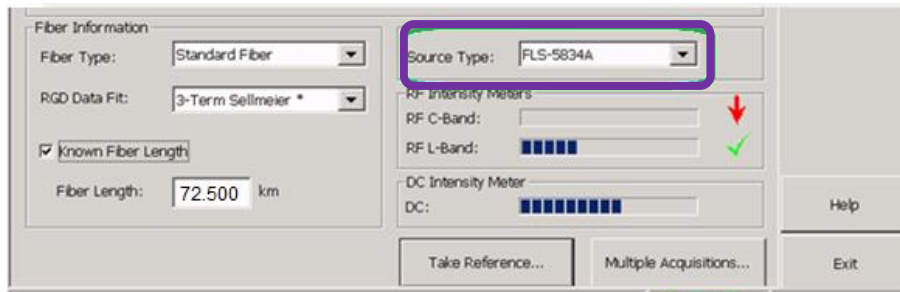 Fiber Information
Fiber Type: Standard Fiber
RGD Data Fit: 3-Term Sellmeier *
Known Fiber Length
Fiber Length: 72.500 km
Source Type: FLS-5834A
RF Intensity Meters
RF C-Band:
RF L-Band:
DC Intensity Meter
DC:
Take Reference...
Multiple Acquisitions...
Help
Exit